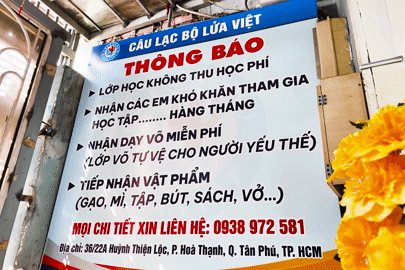 CÂU LẠC BỘ LỬA VIỆT
THÔNG BÁO
LỚP HỌC KHÔNG THU HỌC PHÍ
NHẬN CÁC EM KHÓ KHĂN THAM GIA
HỌC TẬP........ HÀNG THÁNG
NHẬN DẠY VÕ MIỄN PHÍ
(LỚP VÕ TỰ VỆ CHO NGƯỜI YẾU THẾ)
TIẾP NHẬN VẬT PHẨM
(GẠO, MÌ, TẬP, BÚT, SÁCH, VỞ...)
MỌI CHI TIẾT XIN LIÊN HỆ: 0938 972 581
Địa chỉ: 36/22A Huỳnh Thiện Lộc, P. Hoà Thạnh, Q. Tân Phú, TP. HCM